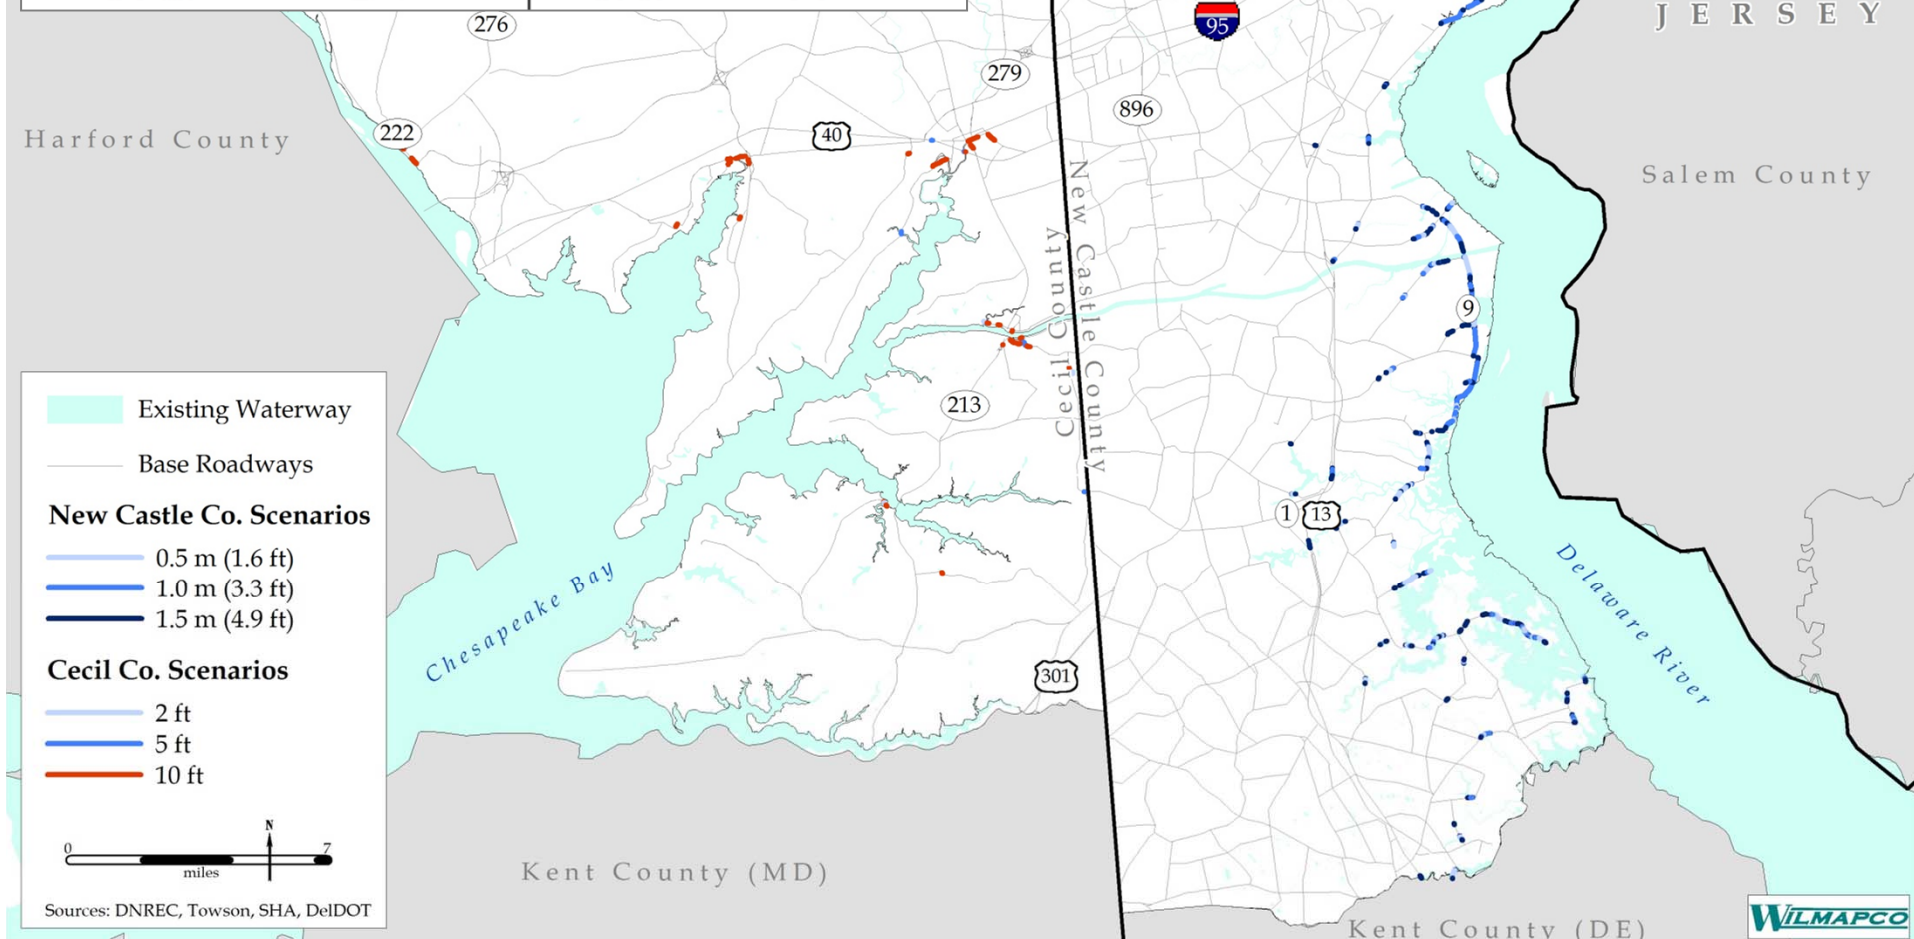 276
95
JERSEY
279
896
222
Harford County
40
Salem County
New Castle County
Cecil County
9
213
Existing Waterway
Base Roadways
New Castle Co. Scenarios
0.5 m (1.6 ft)
1.0 m (3.3 ft)
1.5 m (4.9 ft)
Cecil Co. Scenarios
2 ft
5 ft
10 ft
N
0 7
miles
Sources: DNREC, Towson, SHA, DelDOT
1
13
Chesapeake Bay
Delaware River
301
Kent County (MD)
Kent County (DE)
WILMAPCO